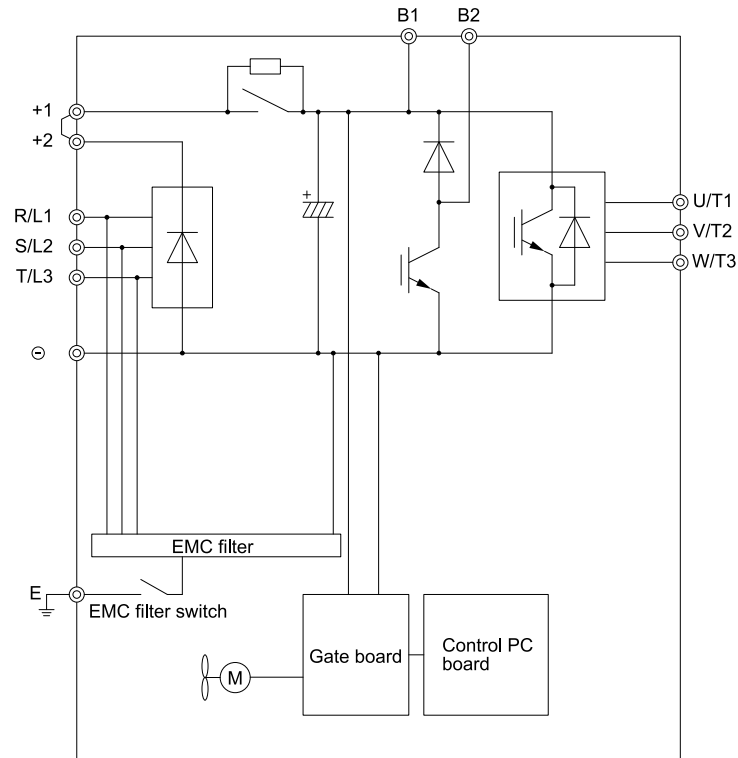 B1 B2
+1
+2
+
R/L1
S/L2
T/L3
U/T1
V/T2
W/T3
⊖
EMC filter
E
EMC filter switch
Gate board
Control PC
board
M